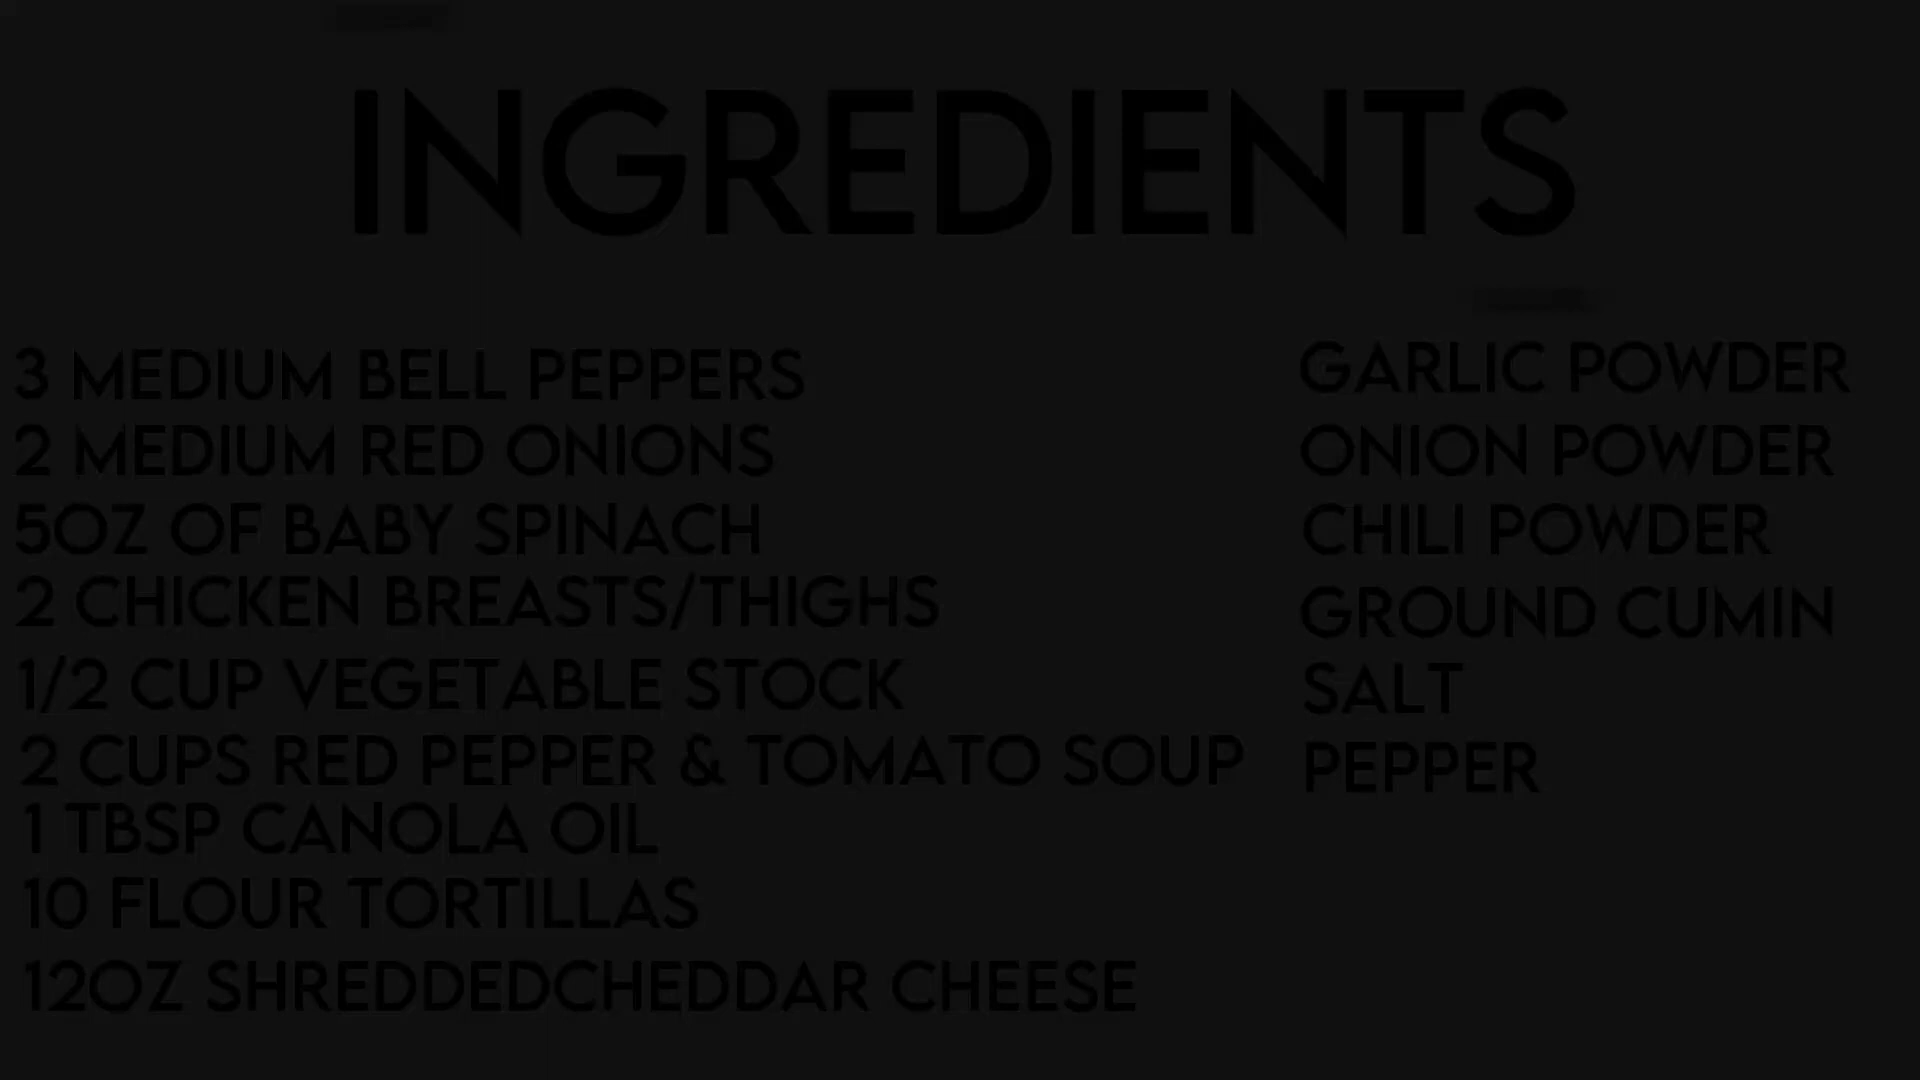 INGREDIENTS
3 MEDIUM BELL PEPPERS
2 MEDIUM RED ONIONS
5OZ OF BABY SPINACH
2 CHICKEN BREASTS/THIGHS
1/2 CUP VEGETABLE STOCK
2 CUPS RED PEPPER & TOMATO SOUP
1 TBSP CANOLA OIL
10 FLOUR TORTILLAS
12OZ SHREDDEDCHEDDAR CHEESE
GARLIC POWDER
ONION POWDER
CHILI POWDER
GROUND CUMIN
SALT
PEPPER